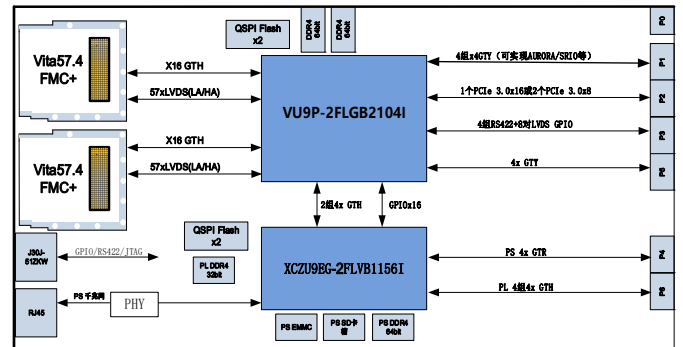 QSPI Flash
x2
DDR4
64bit
DDR4
64bit
P0
Vita57.4
FMC+
X16 GTH
57xLVDS(LA/HA)
VU9P-2FLGB2104I
4组x4GTY（可实现AURORA/SRIO等）
P1
1个PCIe 3.0x16或2个PCIe 3.0x8
P2
4组RS422+8对LVDS GPIO
P3
4x GTY
P5
Vita57.4
FMC+
X16 GTH
57xLVDS(LA/HA)
2组4x GTH
GPIOx16
QSPI Flash
x2
J30J-
51ZKW
GPIO/RS422/JTAG
PL DDR4
32bit
XCZU9EG-2FLVB1156I
PS 4x GTR
P4
PL 4组4x GTH
RJ45
PS 千兆网
PHY
PS EMMC
PS SD卡
PS DDR4
64bit